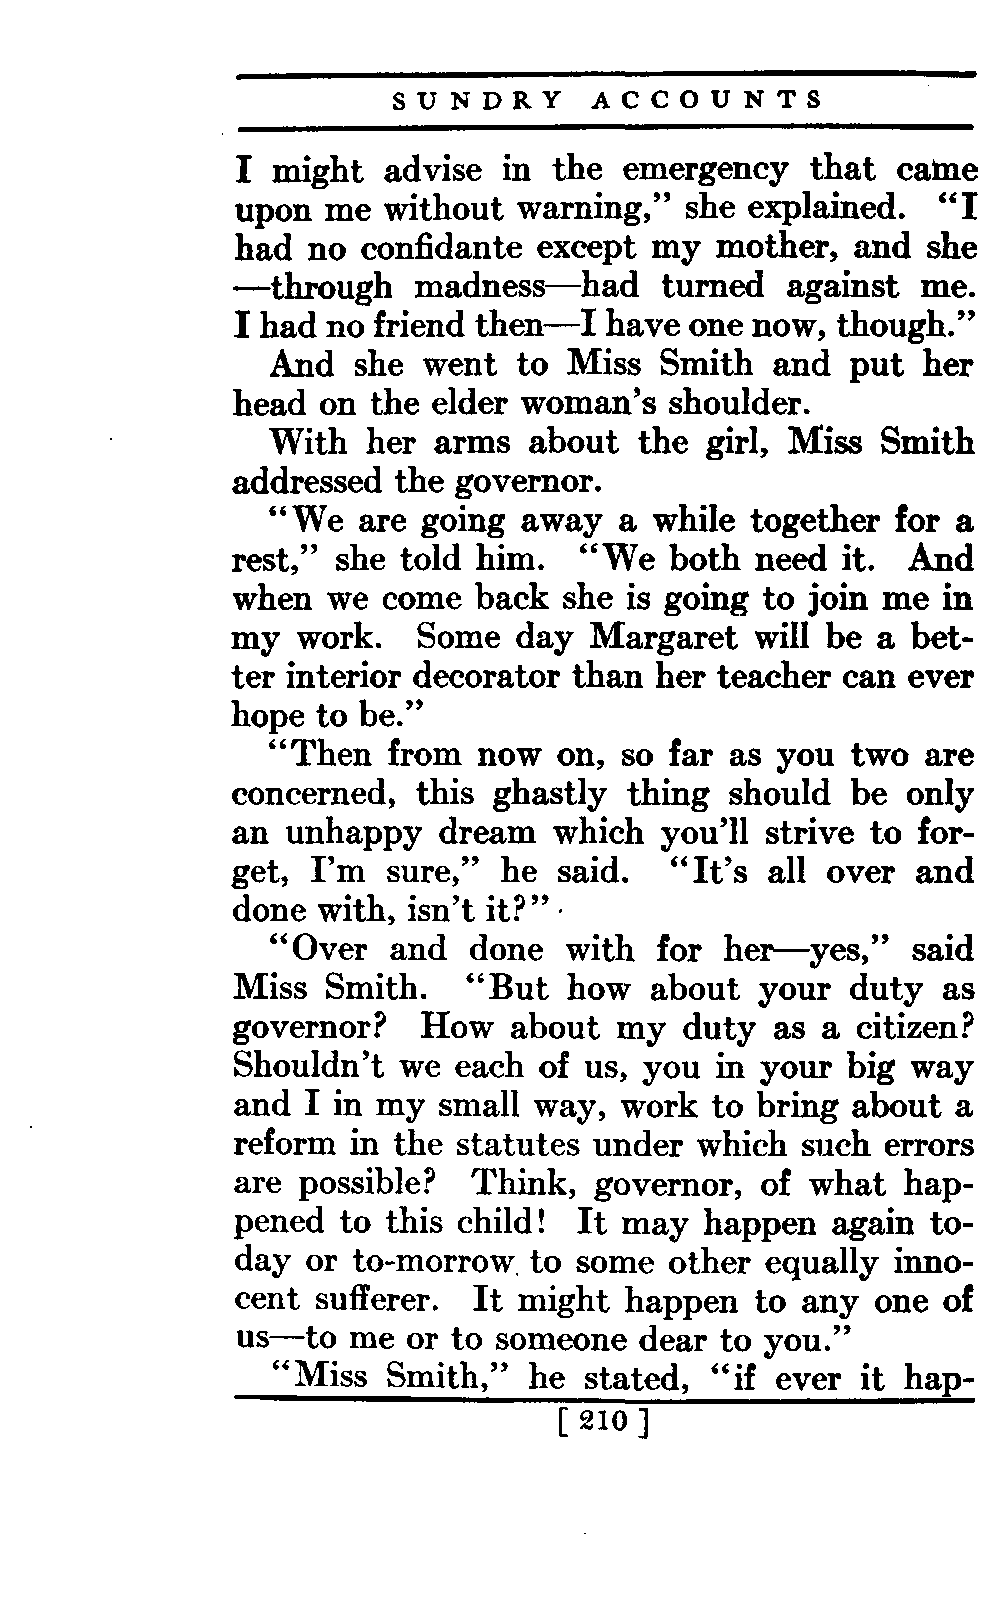 SUNDRY ACCOUNTS
I might advise in the emergency that came
upon me without warning,” she explained. “I
had no confidante except my mother, and she
—through madness—had turned against me.
I had no friend then—I have one now, though.”
And she went to Miss Smith and put her
head on the elder woman’s shoulder.
With her arms about the girl, Miss Smith
addressed the governor.
“We are going away a while together for a
rest,” she told him. “We both need it. And
when we come back she is going to join me in
my work. Some day Margaret will be a bet-
ter interior decorator than her teacher can ever
hope to be.”
“Then from now on, so far as you two are
concerned, this ghastly thing should be only
an unhappy dream which you’ll strive to for-
get, I’m sure,” he said. “It’s all over and
done with, isn’t it?”
“Over and done with for her—yes,” said
Miss Smith. “But how about your duty as
governor? How about my duty as a citizen?
Shouldn’t we each of us, you in your big way
and I in my small way, work to bring about a
reform in the statutes under which such errors
are possible? Think, governor, of what hap-
pened to this child! It may happen again to-
day or to-morrow to some other equally inno-
cent sufferer. It might happen to any one of
us—to me or to someone dear to you.”
“Miss Smith,” he stated, “if ever it hap-
[ 210 ]